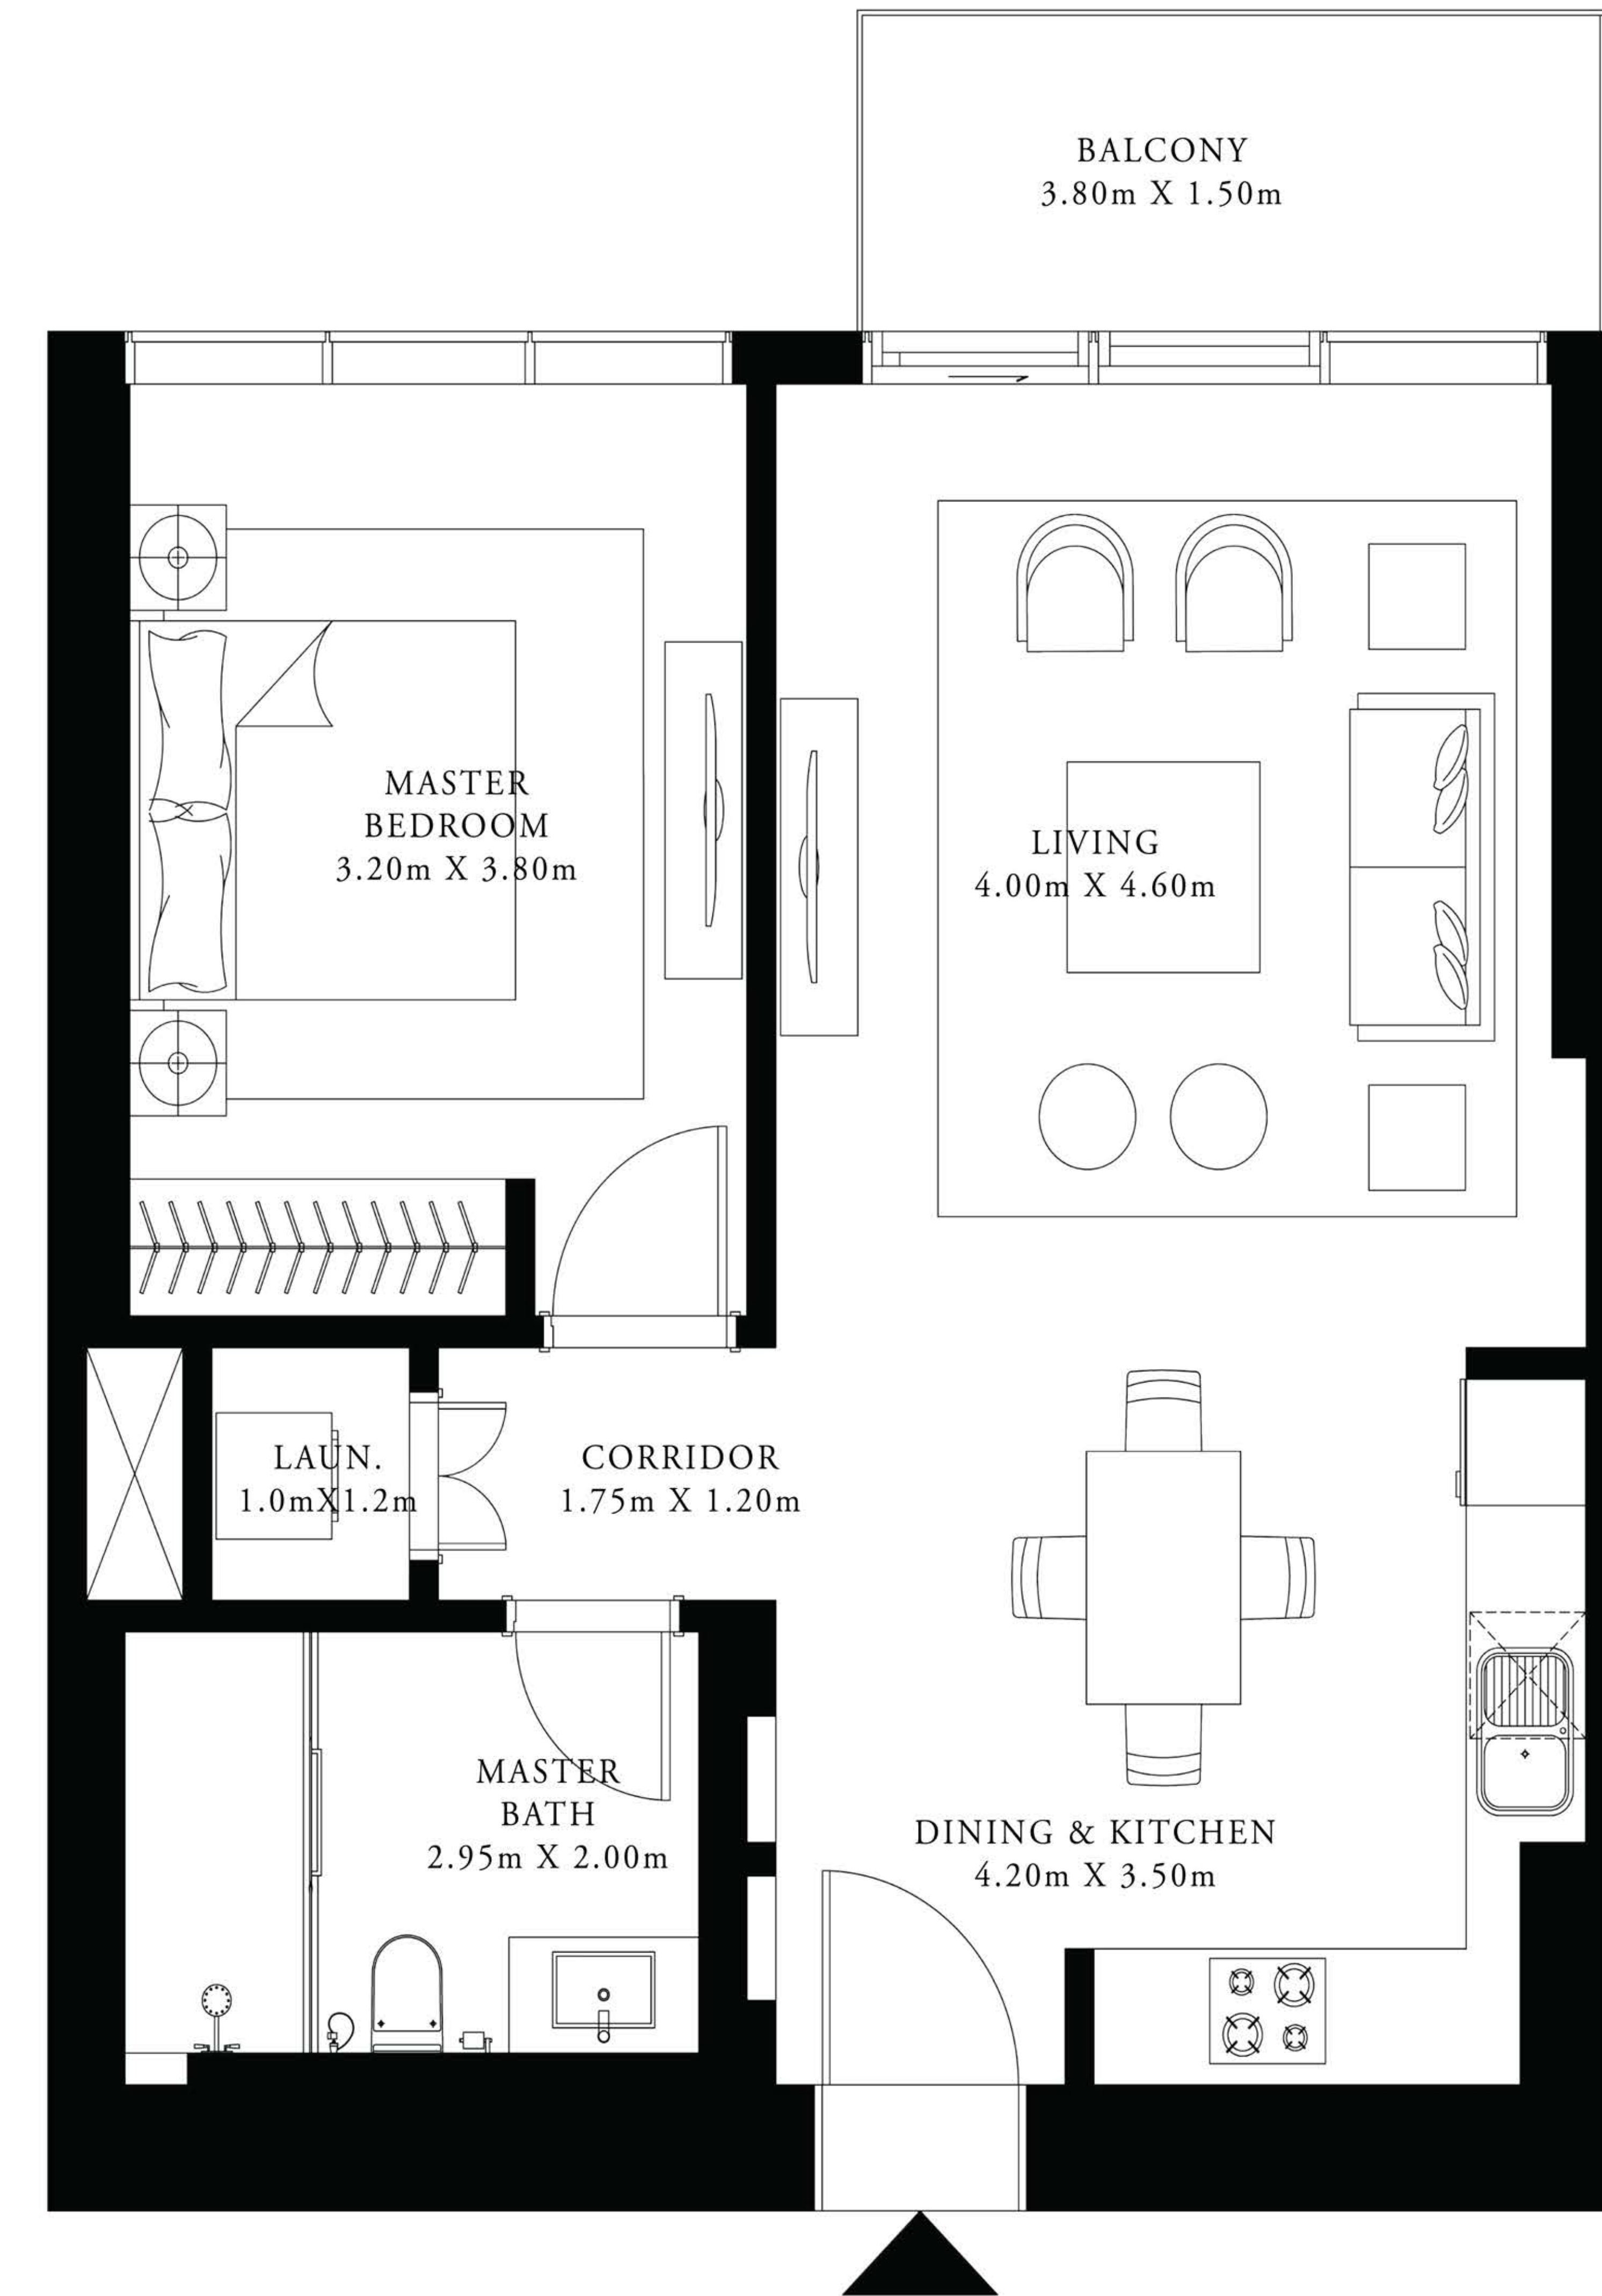 BALCONY
3.80m X 1.50m
MASTER
BEDROOM
3.20m X 3.80m
LIVING
4.00m X 4.60m
LAUN.
1.0mX1.2m
CORRIDOR
1.75m X 1.20m
MASTER
BATH
2.95m X 2.00m
DINING & KITCHEN
4.20m X 3.50m